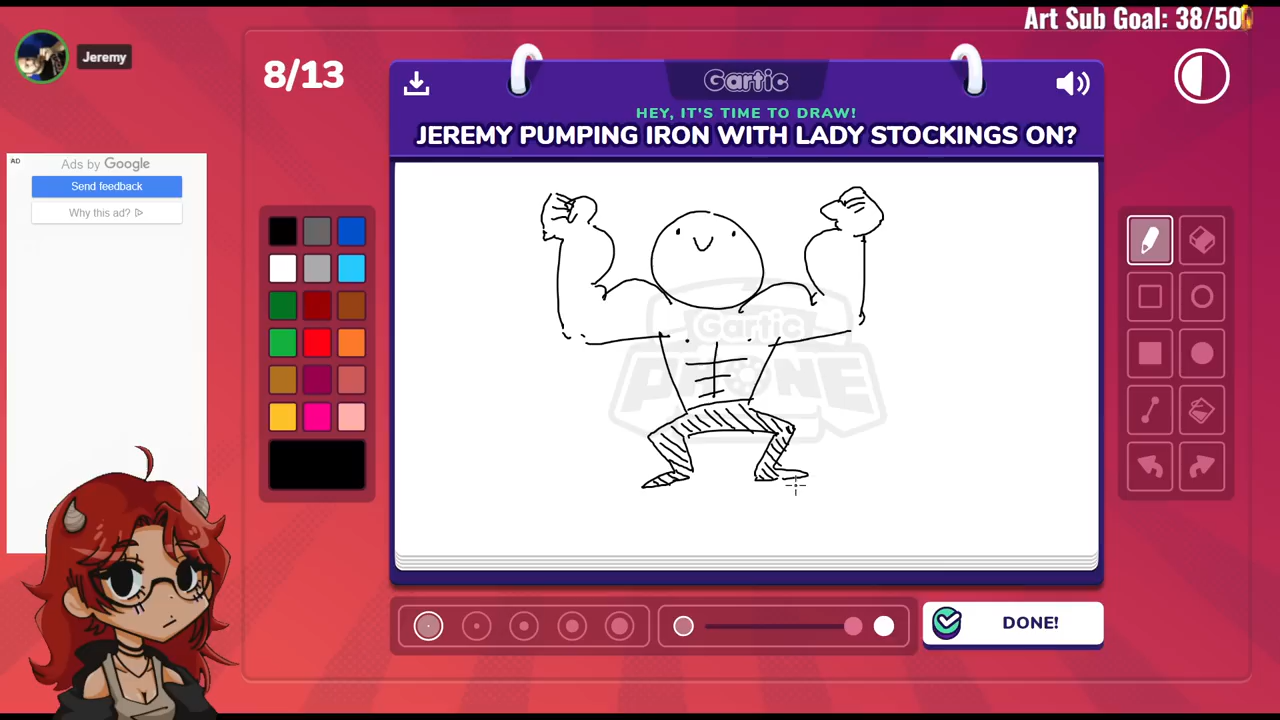 Art Sub Goal: 38/50
Jeremy
8/13
Gartic
HEY, IT'S TIME TO DRAW!
JEREMY PUMPING IRON WITH LADY STOCKINGS ON?
AD
Ads by Google
Send feedback
Why this ad?
Gartic
PHONE
DONE!